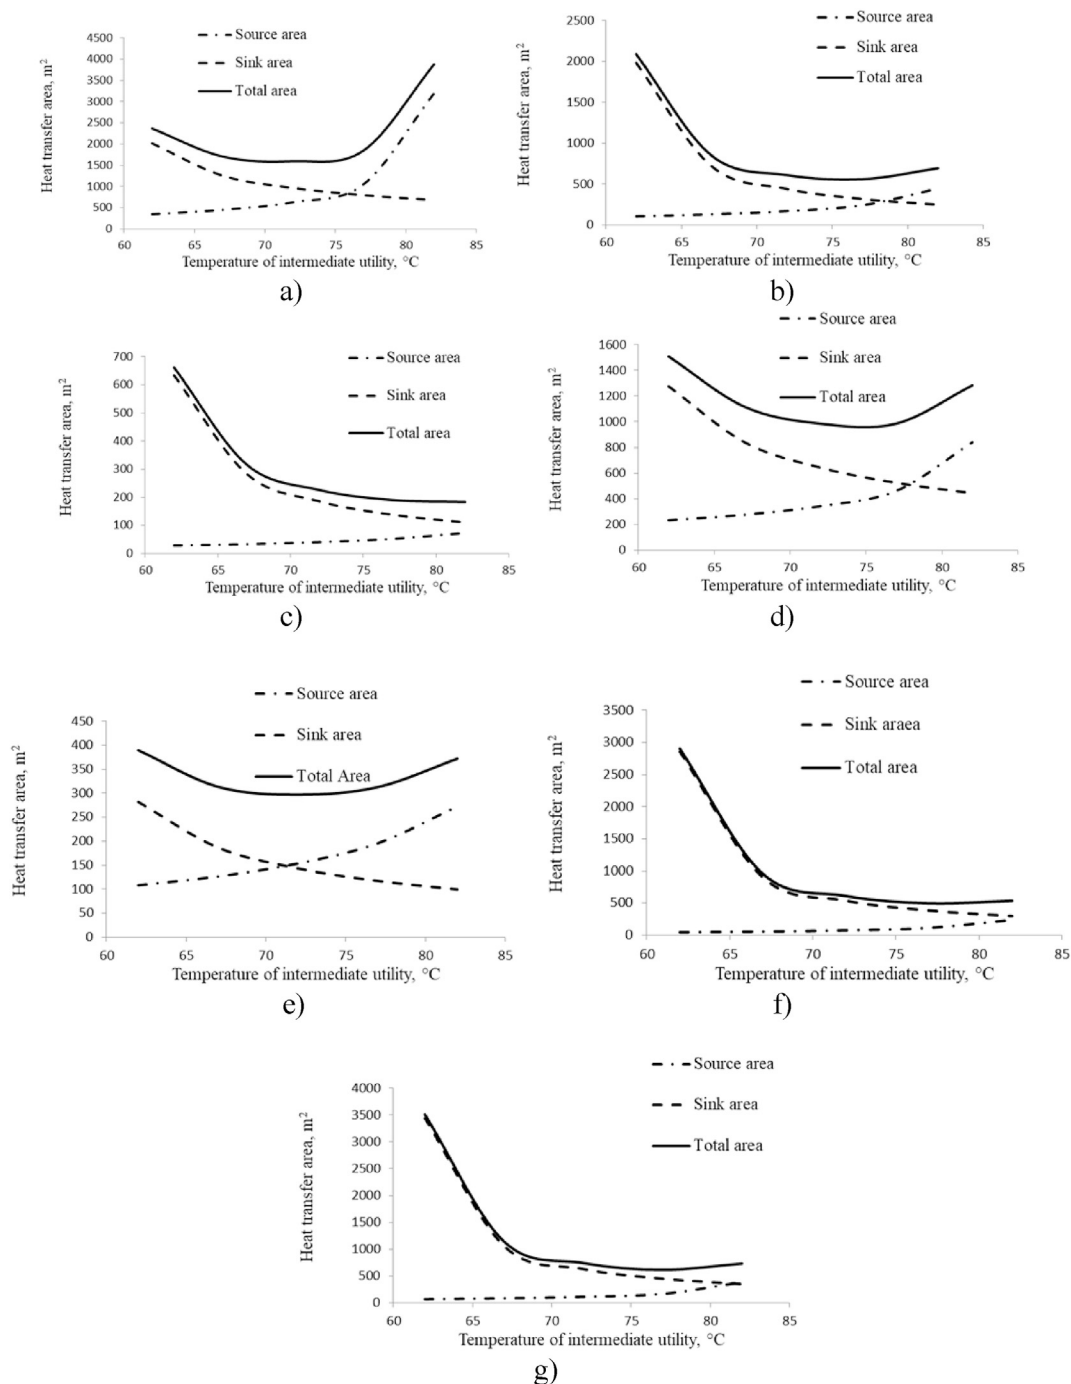 Source area
Sink area
Total area
Heat transfer area, m²
4500
4000
3500
3000
2500
2000
1500
1000
500
0
60 65 70 75 80 85
Temperature of intermediate utility, °C
a)
Source area
Sink area
Total area
Heat transfer area, m²
2500
2000
1500
1000
500
0
60 65 70 75 80 85
Temperature of intermediate utility, °C
b)
Source area
Sink area
Total area
Heat transfer area, m²
700
600
500
400
300
200
100
0
60 65 70 75 80 85
Temperature of intermediate utility, °C
c)
Source area
Sink area
Total area
Heat transfer area, m²
1600
1400
1200
1000
800
600
400
200
0
60 65 70 75 80 85
Temperature of intermediate utility, °C
d)
Source area
Sink area
Total Area
Heat transfer area, m²
450
400
350
300
250
200
150
100
50
0
60 65 70 75 80 85
Temperature of intermediate utility, °C
e)
Source area
Sink araea
Total area
Heat transfer area, m²
3500
3000
2500
2000
1500
1000
500
0
60 65 70 75 80 85
Temperature of intermediate utility, °C
f)
Source area
Sink area
Total area
Heat transfer area, m²
4000
3500
3000
2500
2000
1500
1000
500
0
60 65 70 75 80 85
Temperature of intermediate utility, °C
g)